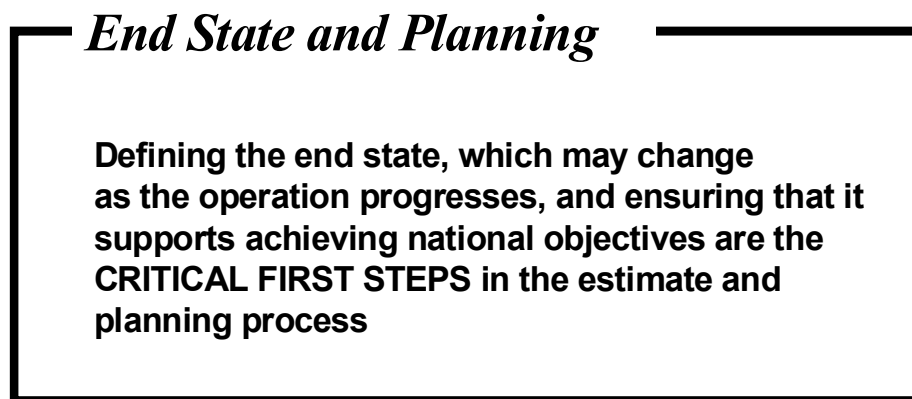 End State and Planning
Defining the end state, which may change
as the operation progresses, and ensuring that it
supports achieving national objectives are the
CRITICAL FIRST STEPS in the estimate and
planning process